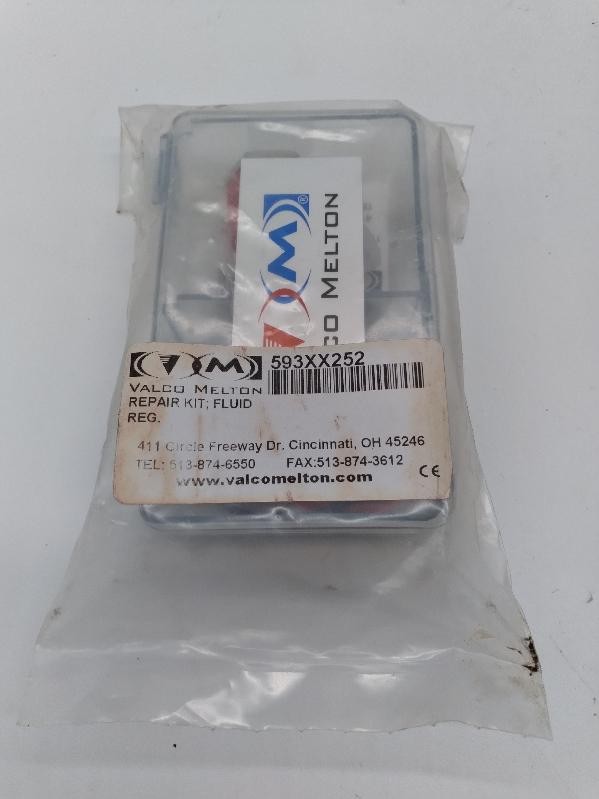 VM®
VALCO MELTON
VM
593XX252
VALCO MELTON
REPAIR KIT; FLUID
REG.
411 Circle Freeway Dr. Cincinnati, OH 45246
TEL: 513-874-6550 FAX:513-874-3612
www.valcomelton.com CE